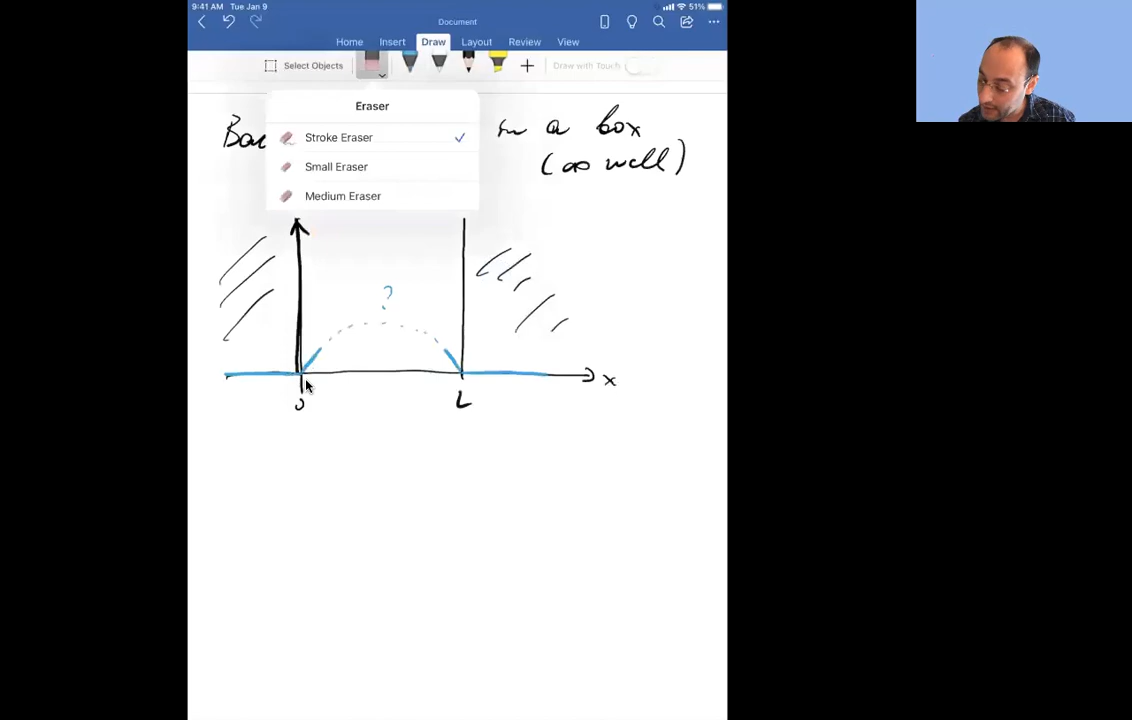 9:41 AM Tue Jan 9
51%
Document
Home Insert Draw Layout Review View
Select Objects
Draw with Touch
Eraser
Stroke Eraser
Small Eraser
Medium Eraser
in a box
(∞ well)
?
x
0
L